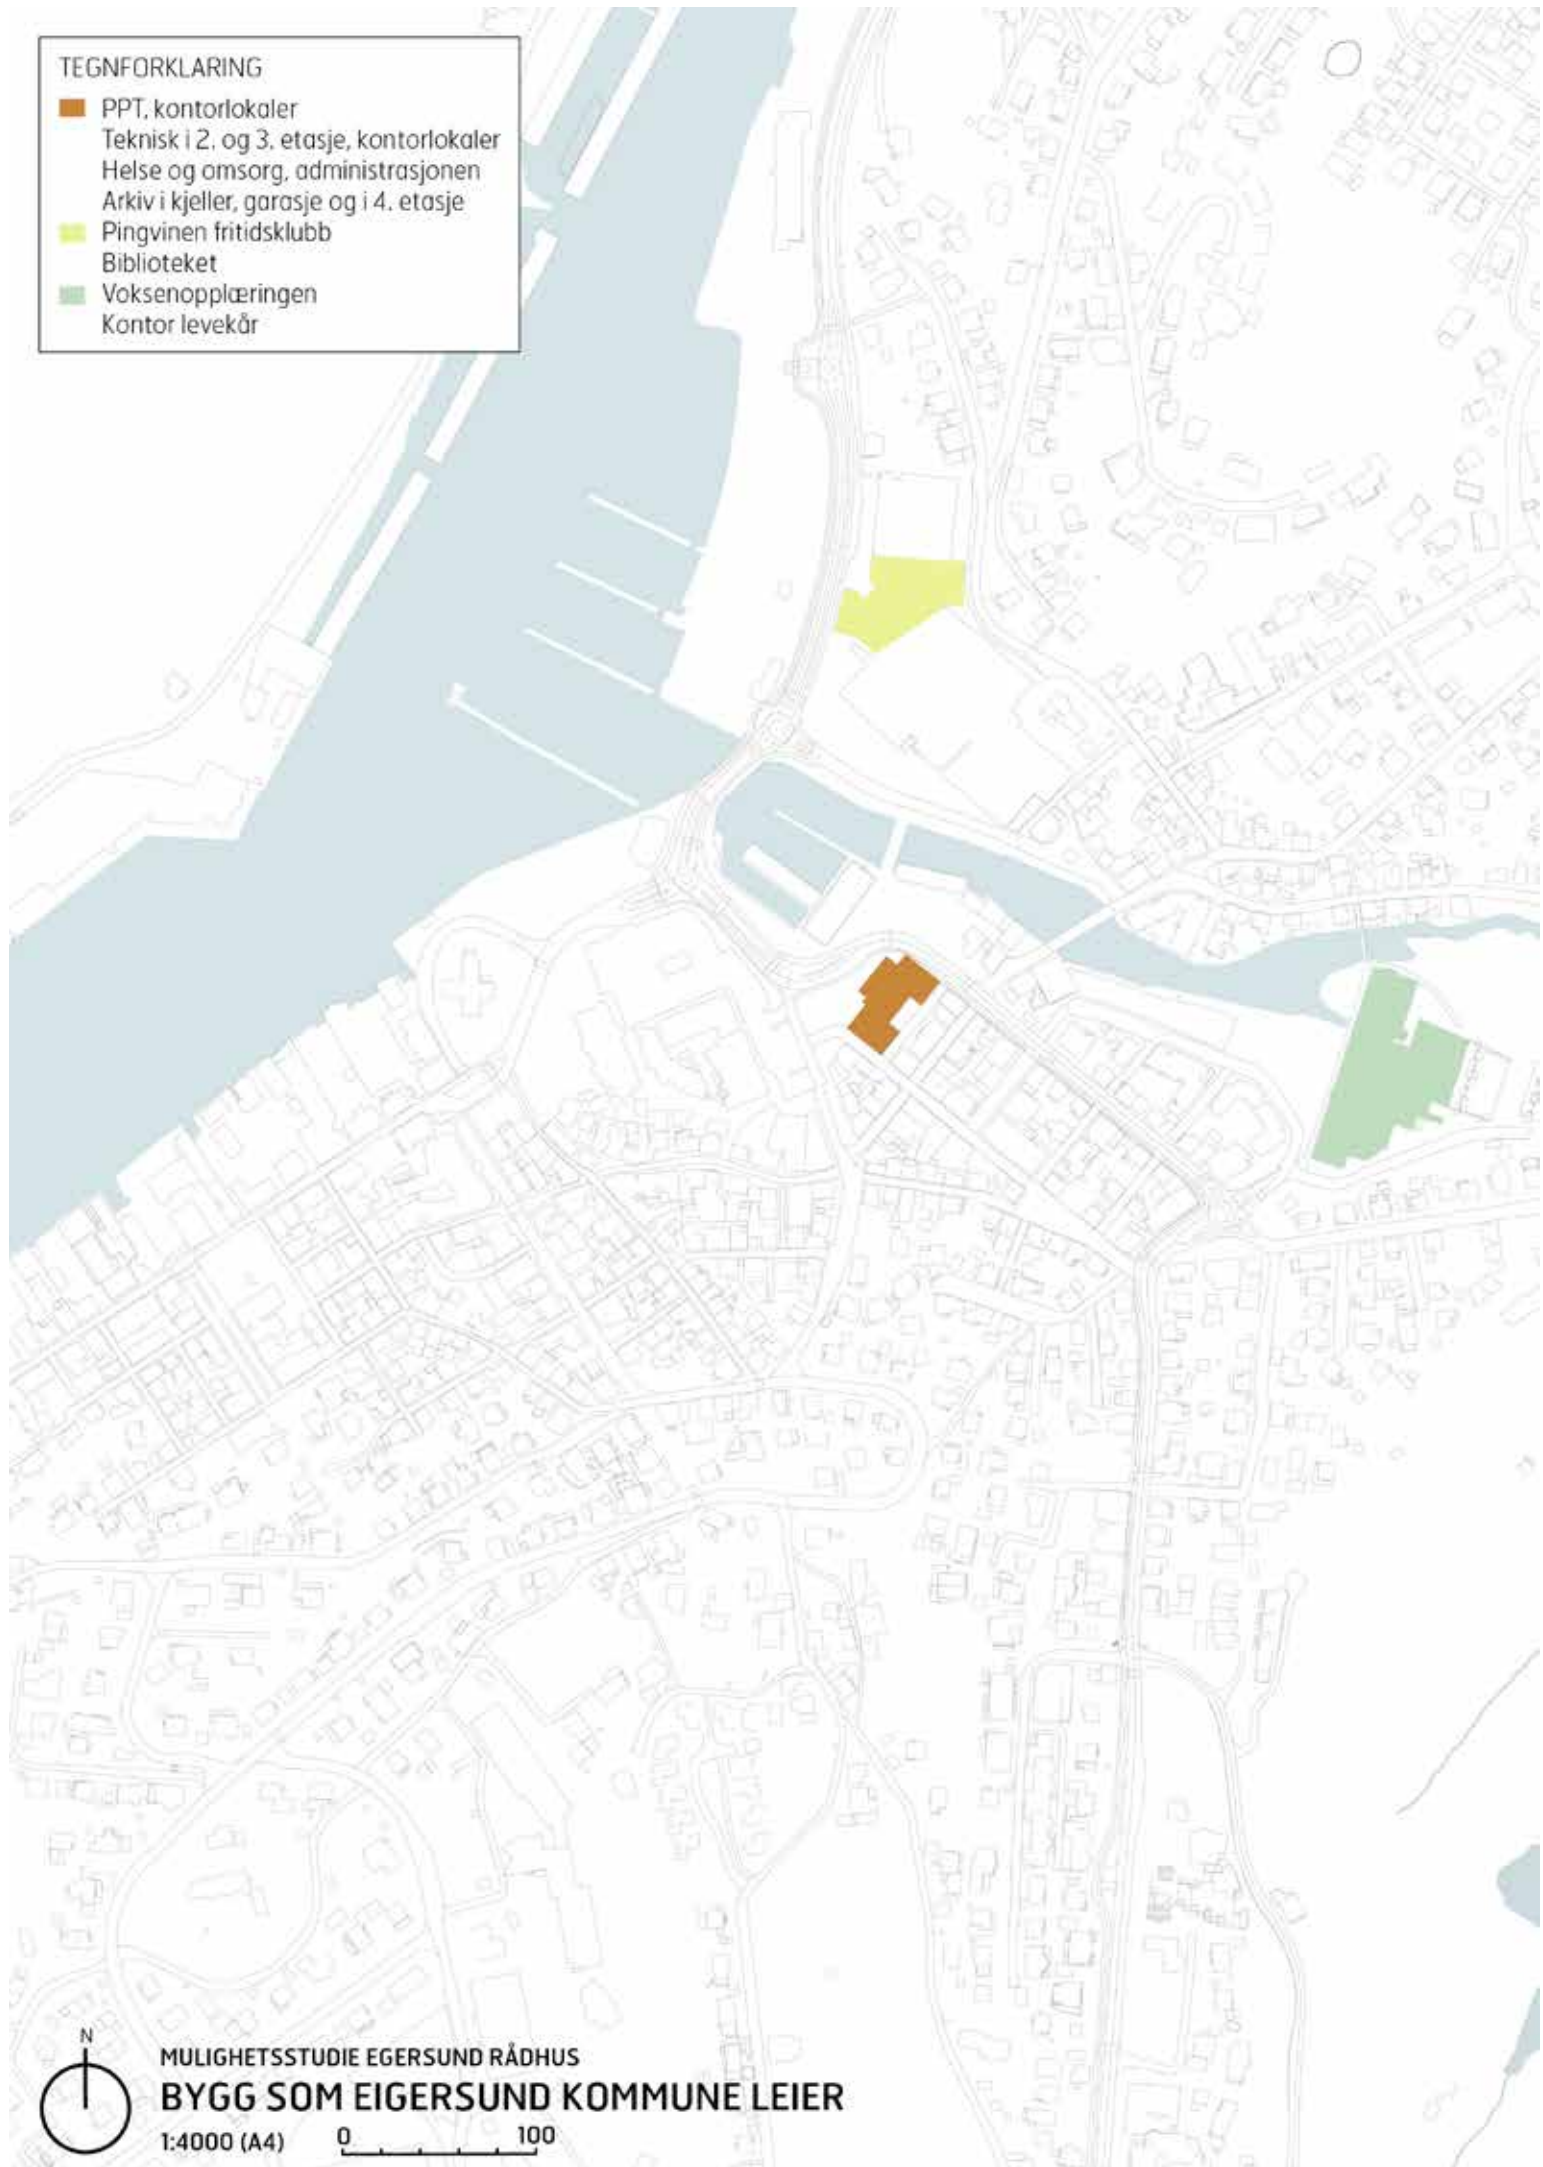 TEGNFORKLARING
PPT, kontorlokaler
Teknisk i 2. og 3. etasje, kontorlokaler
Helse og omsorg, administrasjonen
Arkiv i kjeller, garasje og i 4. etasje
Pingvinen fritidsklubb
Biblioteket
Voksenopplæringen
Kontor levekår
N
MULIGHETSSTUDIE EGERSUND RÅDHUS
BYGG SOM EIGERSUND KOMMUNE LEIER
1:4000 (A4) 0 100